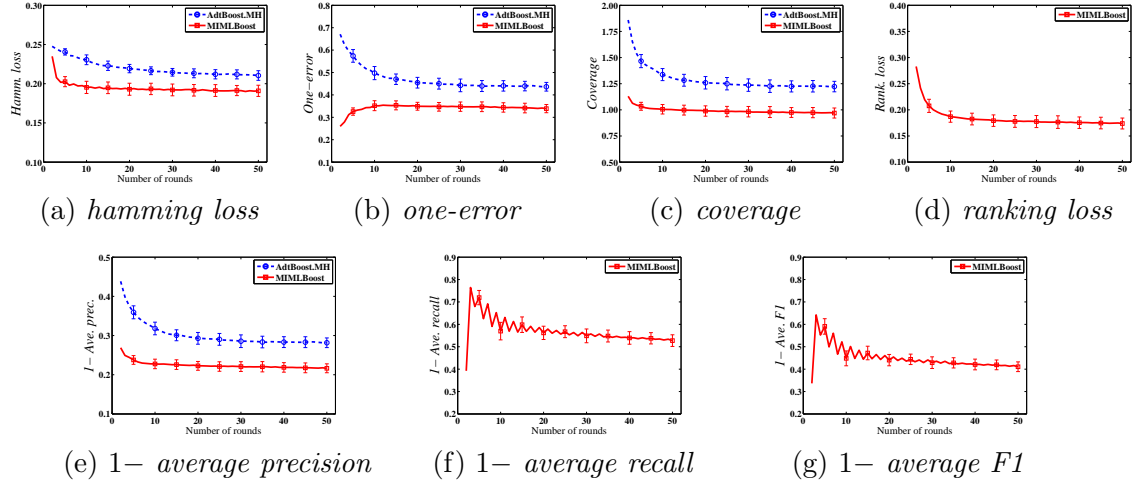 AdtBoost.MH
MIMLBoost
Hamm. loss
0.30
0.25
0.20
0.15
0.10
0 10 20 30 40 50
Number of rounds
(a) hamming loss
AdtBoost.MH
MIMLBoost
One−error
0.8
0.7
0.6
0.5
0.4
0.3
0.2
0.1
0 10 20 30 40 50
Number of rounds
(b) one-error
AdtBoost.MH
MIMLBoost
Coverage
2.00
1.75
1.50
1.25
1.00
0.75
0.50
0 10 20 30 40 50
Number of rounds
(c) coverage
MIMLBoost
Rank. loss
0.40
0.35
0.30
0.25
0.20
0.15
0.10
0 10 20 30 40 50
Number of rounds
(d) ranking loss
AdtBoost.MH
MIMLBoost
1− Ave. prec.
0.5
0.4
0.3
0.2
0.1
0 10 20 30 40 50
Number of rounds
(e) 1− average precision
MIMLBoost
1− Ave. recall
0.9
0.8
0.7
0.6
0.5
0.4
0.3
0.2
0 10 20 30 40 50
Number of rounds
(f) 1− average recall
MIMLBoost
1− Ave. F1
0.9
0.8
0.7
0.6
0.5
0.4
0.3
0.2
0 10 20 30 40 50
Number of rounds
(g) 1− average F1